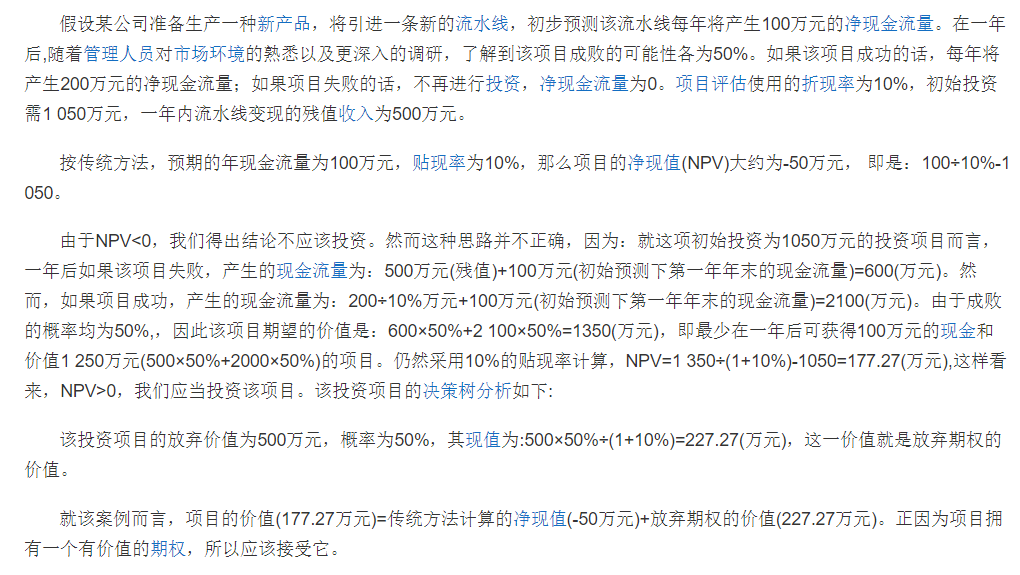 假设某公司准备生产一种新产品，将引进一条新的流水线，初步预测该流水线每年将产生100万元的净现金流量。在一年
后,随着管理人员对市场环境的熟悉以及更深入的调研，了解到该项目成败的可能性各为50%。如果该项目成功的话，每年将
产生200万元的净现金流量；如果项目失败的话，不再进行投资，净现金流量为0。项目评估使用的折现率为10%，初始投资
需1 050万元，一年内流水线变现的残值收入为500万元。
按传统方法，预期的年现金流量为100万元，贴现率为10%，那么项目的净现值(NPV)大约为-50万元， 即是：100÷10%-1
050。
由于NPV<0，我们得出结论不应该投资。然而这种思路并不正确，因为：就这项初始投资为1050万元的投资项目而言，
一年后如果该项目失败，产生的现金流量为：500万元(残值)+100万元(初始预测下第一年年末的现金流量)=600(万元)。然
而，如果项目成功，产生的现金流量为：200÷10%万元+100万元(初始预测下第一年年末的现金流量)=2100(万元)。由于成败
的概率均为50%,，因此该项目期望的价值是：600×50%+2 100×50%=1350(万元)，即最少在一年后可获得100万元的现金和
价值1 250万元(500×50%+2000×50%)的项目。仍然采用10%的贴现率计算，NPV=1 350÷(1+10%)-1050=177.27(万元),这样看
来，NPV>0，我们应当投资该项目。该投资项目的决策树分析如下:
该投资项目的放弃价值为500万元，概率为50%，其现值为:500×50%÷(1+10%)=227.27(万元)，这一价值就是放弃期权的
价值。
就该案例而言，项目的价值(177.27万元)=传统方法计算的净现值(-50万元)+放弃期权的价值(227.27万元)。正因为项目拥
有一个有价值的期权，所以应该接受它。